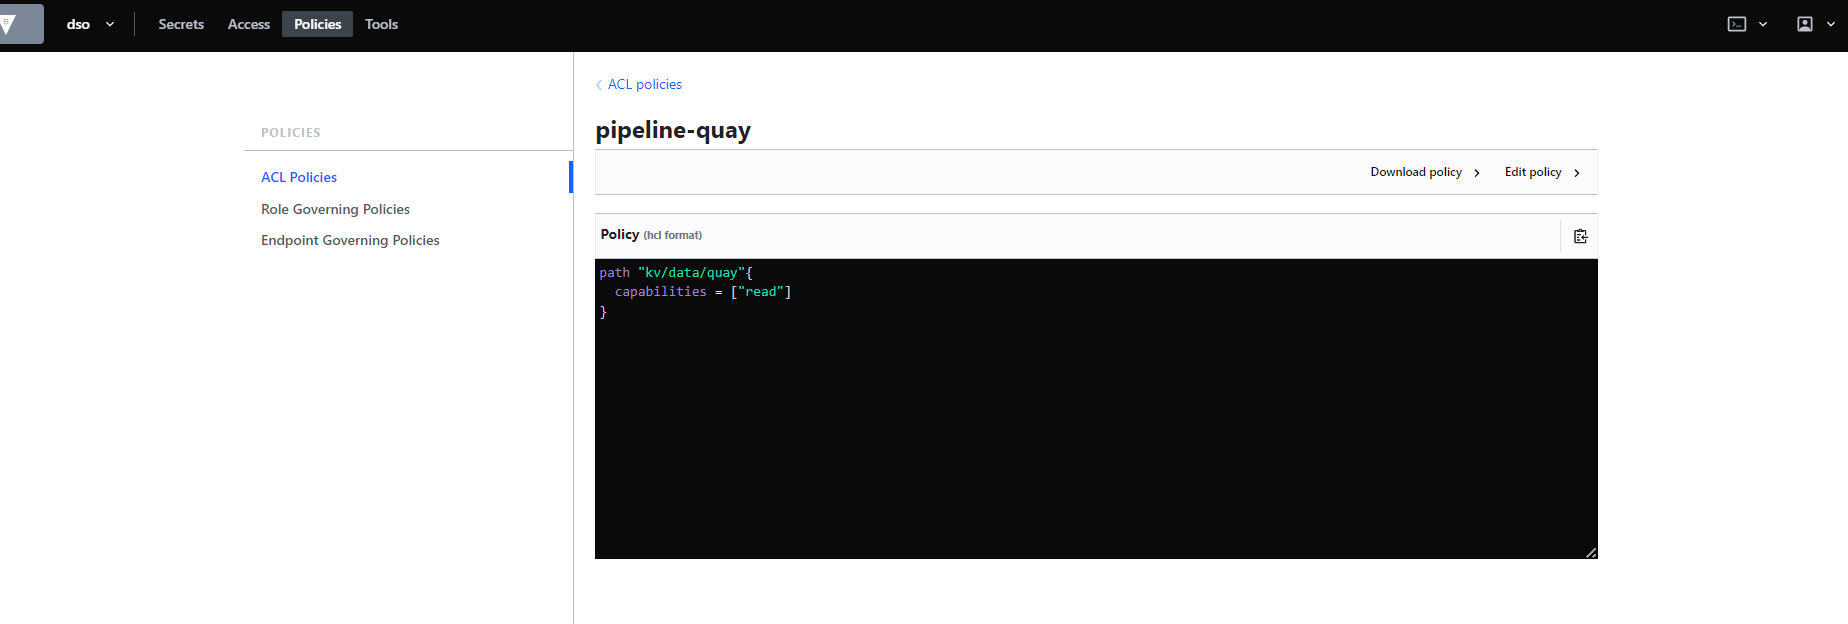 dso Secrets Access Policies Tools
ACL policies
POLICIES
ACL Policies
Role Governing Policies
Endpoint Governing Policies
pipeline-quay
Download policy Edit policy
Policy (hcl format)
path "kv/data/quay"{
  capabilities = ["read"]
}